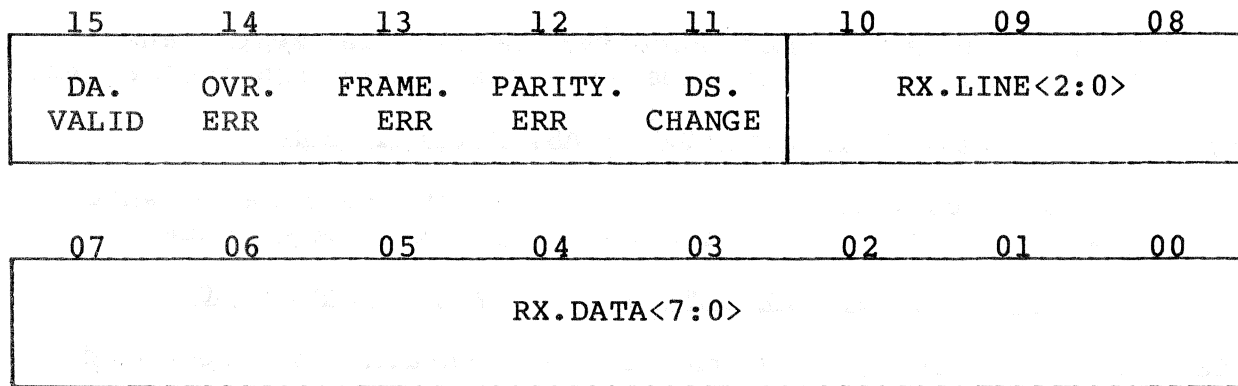 15 14 13 12 11 10 09 08
DA. OVR. FRAME. PARITY. DS. RX.LINE<2:0>
VALID ERR ERR ERR CHANGE
07 06 05 04 03 02 01 00
RX.DATA<7:0>